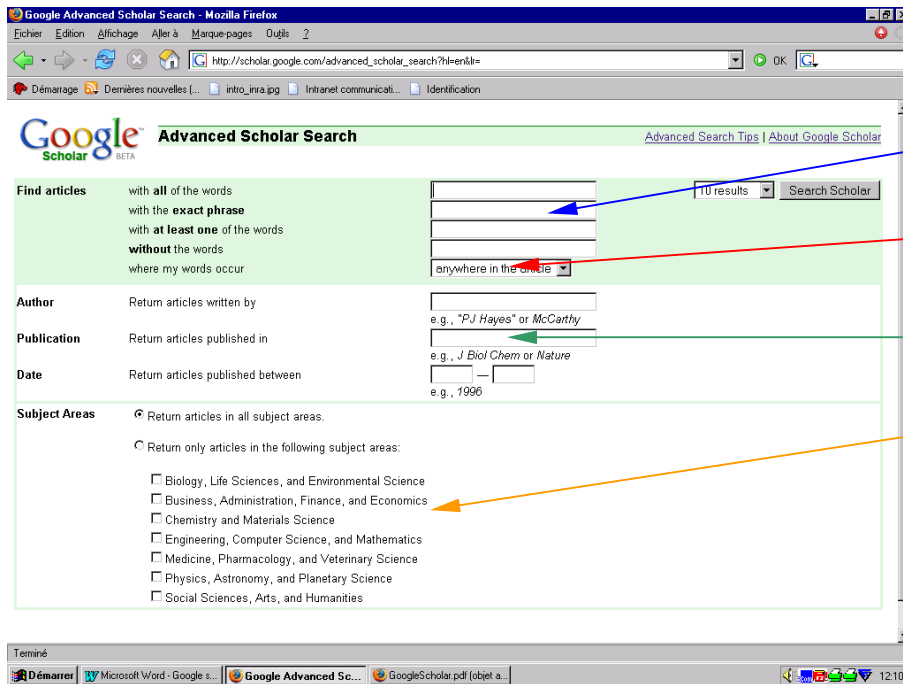 Google Advanced Scholar Search - Mozilla Firefox
Fichier Edition Affichage Aller à Marque-pages Outils ?
G http://scholar.google.com/advanced_scholar_search?hl=en&lr= OK G
Démarrage Dernières nouvelles (... intro_inra.jpg Intranet communicati... Identification
Google Scholar BETA Advanced Scholar Search Advanced Search Tips | About Google Scholar
Find articles with all of the words 10 results Search Scholar
with the exact phrase
with at least one of the words
without the words
where my words occur anywhere in the article
Author Return articles written by
e.g., "PJ Hayes" or McCarthy
Publication Return articles published in
e.g., J Biol Chem or Nature
Date Return articles published between —
e.g., 1996
Subject Areas Return articles in all subject areas.
Return only articles in the following subject areas:
Biology, Life Sciences, and Environmental Science
Business, Administration, Finance, and Economics
Chemistry and Materials Science
Engineering, Computer Science, and Mathematics
Medicine, Pharmacology, and Veterinary Science
Physics, Astronomy, and Planetary Science
Social Sciences, Arts, and Humanities
Terminé
Démarrer Microsoft Word - Google s... Google Advanced Sc... GoogleScholar.pdf (objet a... 12:10